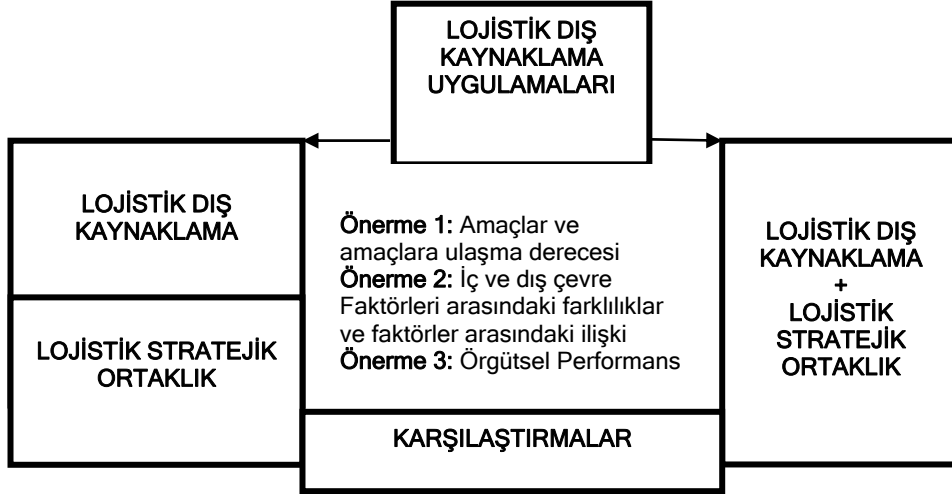 LOJİSTİK DIŞ
KAYNAKLAMA
UYGULAMALARI
LOJİSTİK DIŞ
KAYNAKLAMA
LOJİSTİK STRATEJİK
ORTAKLIK
Önerme 1: Amaçlar ve
amaçlara ulaşma derecesi
Önerme 2: İç ve dış çevre
Faktörleri arasındaki farklılıklar
ve faktörler arasındaki ilişki
Önerme 3: Örgütsel Performans
KARŞILAŞTIRMALAR
LOJİSTİK DIŞ
KAYNAKLAMA
+
LOJİSTİK
STRATEJİK
ORTAKLIK